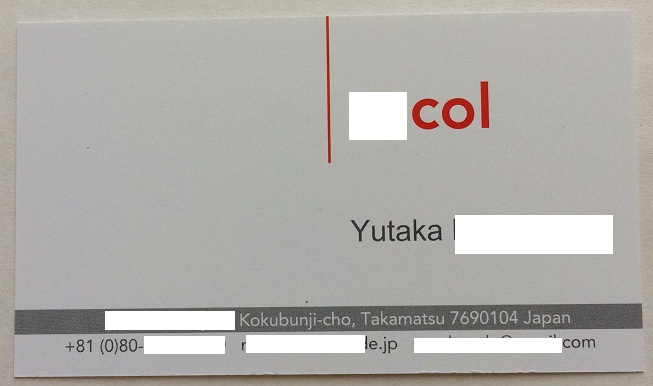 col
Yutaka
Kokubunji-cho, Takamatsu 7690104 Japan
+81 (0)80- de.jp com